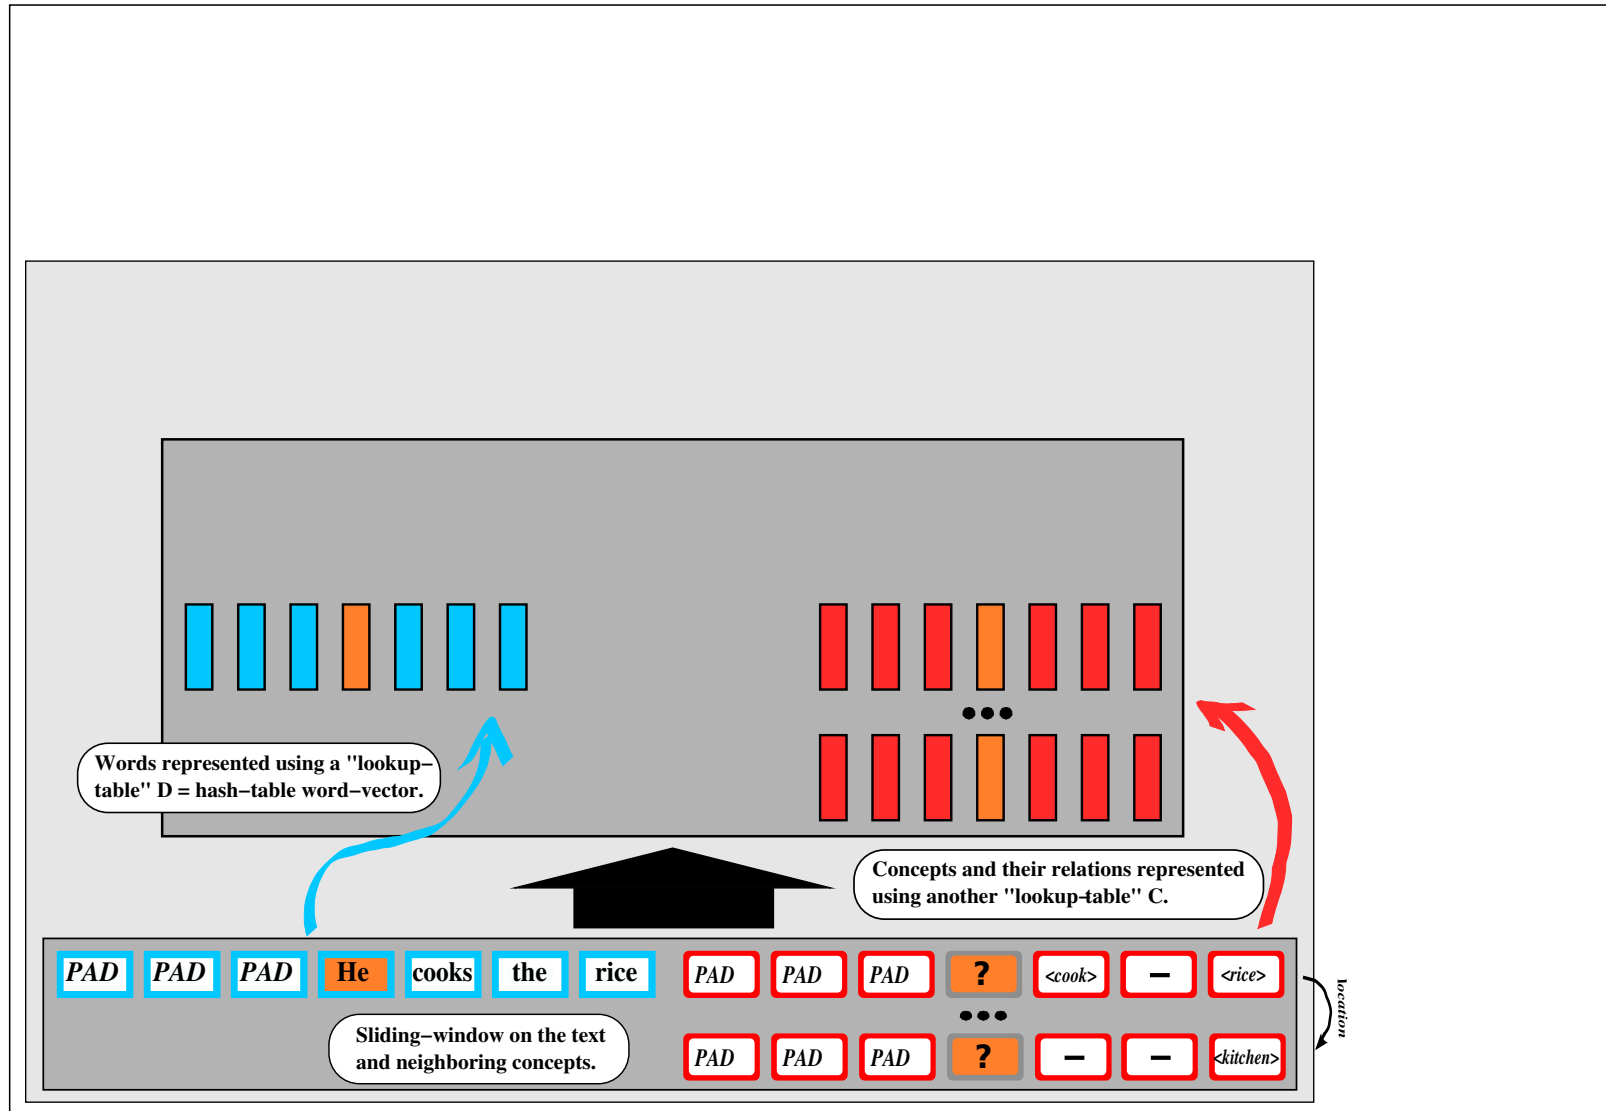 Words represented using a "lookup−
table" D = hash−table word−vector.
Concepts and their relations represented
using another "lookup−table" C.
PAD PAD PAD He cooks the rice PAD PAD PAD ? <cook> − <rice>
location
Sliding−window on the text
and neighboring concepts.
PAD PAD PAD ? − − <kitchen>